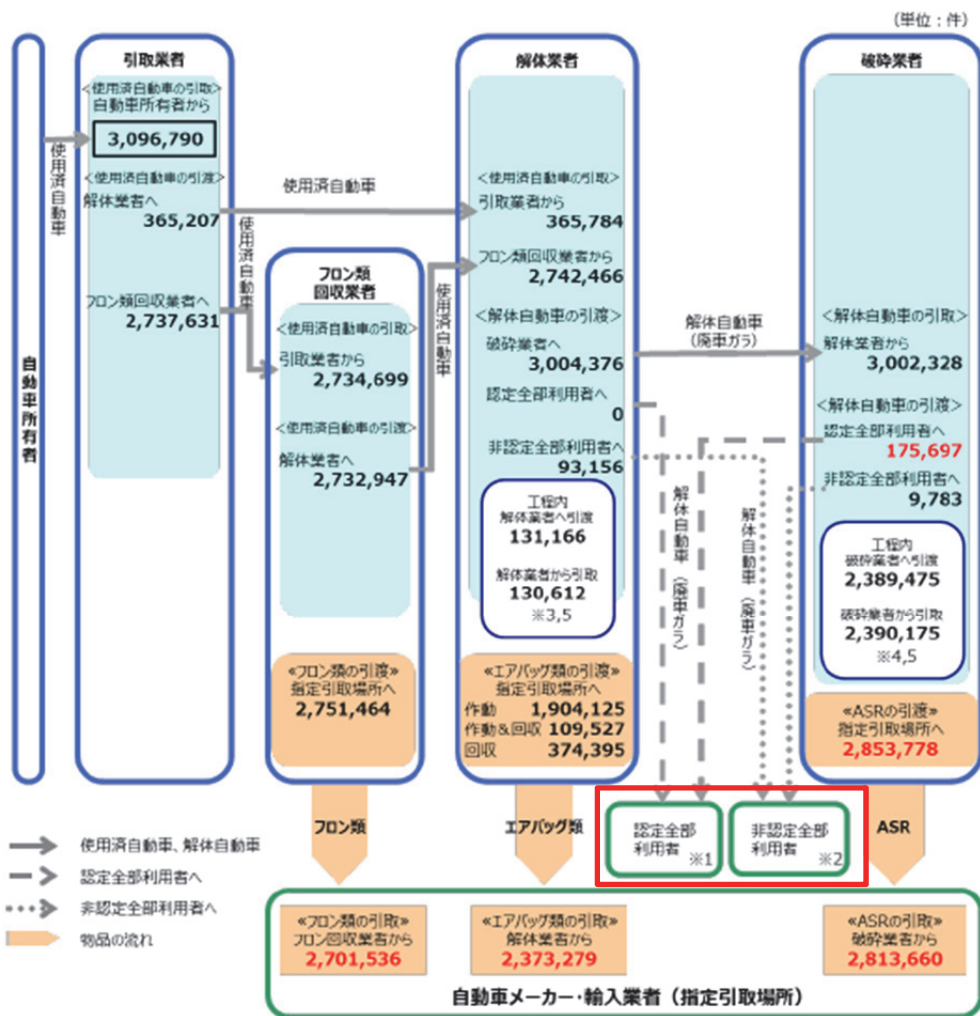 (単位：件)
自動車所有者
使用済自動車
引取業者
<使用済自動車の引取>
自動車所有者から
3,096,790
<使用済自動車の引渡>
解体業者へ
365,207
フロン類回収業者へ
2,737,631
使用済自動車
使用済自動車
フロン類
回収業者
<使用済自動車の引取>
引取業者から
2,734,699
<使用済自動車の引渡>
解体業者へ
2,732,947
«フロン類の引渡»
指定引取場所へ
2,751,464
使用済自動車
解体業者
<使用済自動車の引取>
引取業者から
365,784
フロン類回収業者から
2,742,466
<解体自動車の引渡>
破砕業者へ
3,004,376
認定全部利用者へ
0
非認定全部利用者へ
93,156
工程内
解体業者へ引渡
131,166
解体業者から引取
130,612
※3,5
«エアバッグ類の引渡»
指定引取場所へ
作動 1,904,125
作動&回収 109,527
回収 374,395
解体自動車
(廃車ガラ)
解体自動車（廃車ガラ）
解体自動車（廃車ガラ）
破砕業者
<解体自動車の引取>
解体業者から
3,002,328
<解体自動車の引渡>
認定全部利用者へ
175,697
非認定全部利用者へ
9,783
工程内
破砕業者へ引渡
2,389,475
破砕業者から引取
2,390,175
※4,5
«ASRの引渡»
指定引取場所へ
2,853,778
フロン類
エアバッグ類
認定全部
利用者 ※1
非認定全部
利用者 ※2
ASR
使用済自動車、解体自動車
認定全部利用者へ
非認定全部利用者へ
物品の流れ
«フロン類の引取»
フロン回収業者から
2,701,536
«エアバッグ類の引取»
解体業者から
2,373,279
«ASRの引取»
破砕業者から
2,813,660
自動車メーカー・輸入業者（指定引取場所）